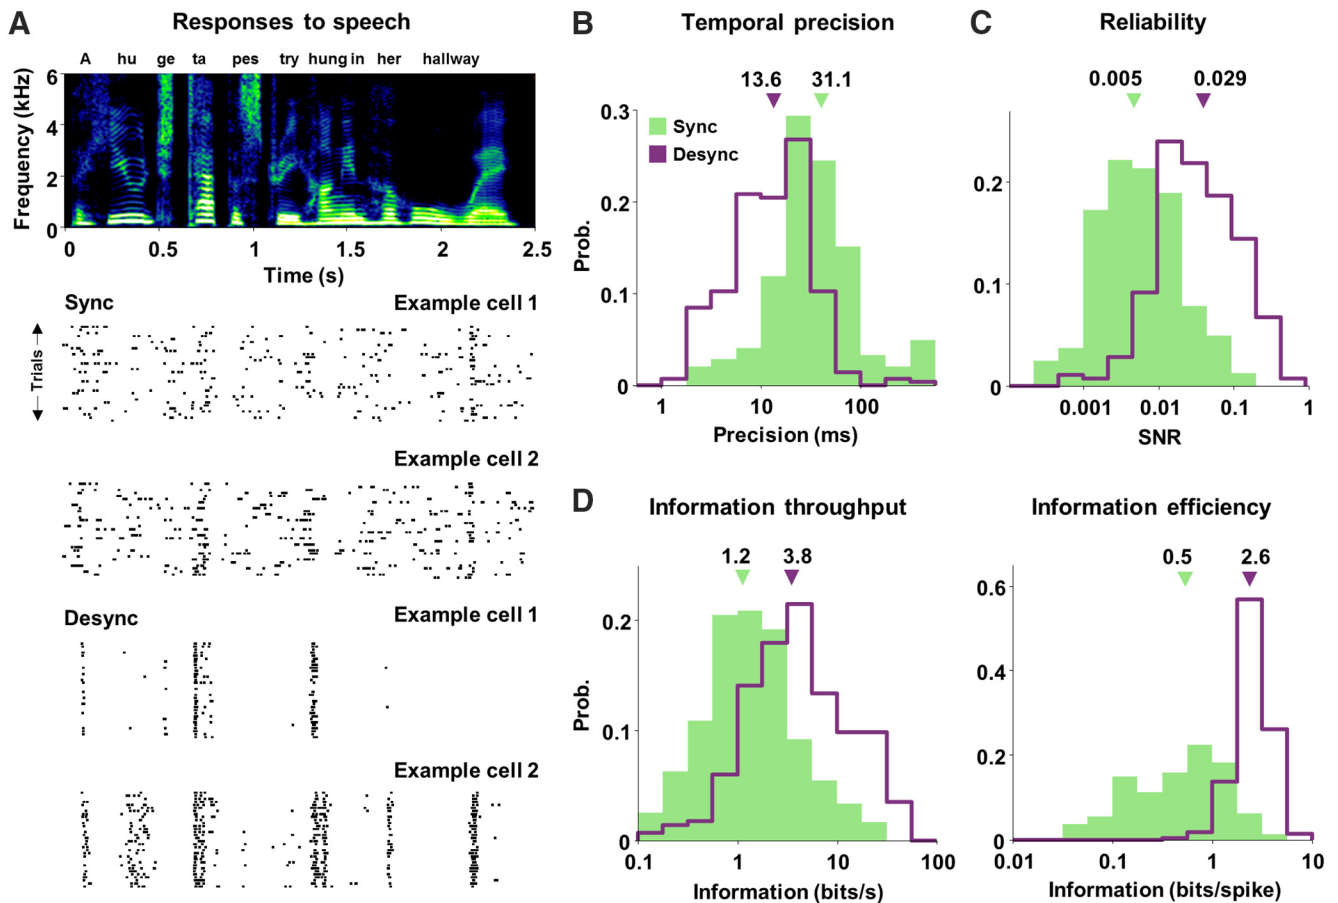 A
Responses to speech
A hu ge ta pes try hung in her hallway
Frequency (kHz)
6
4
2
0
0 0.5 1 1.5 2 2.5
Time (s)
Sync
Example cell 1
Trials
Example cell 2
Desync
Example cell 1
Example cell 2
B
Temporal precision
13.6 31.1
Sync
Desync
Prob.
0.3
0.2
0.1
0
1 10 100
Precision (ms)
C
Reliability
0.005 0.029
0.2
0.1
0
0.001 0.01 0.1 1
SNR
D
Information throughput
1.2 3.8
Prob.
0.2
0.1
0
0.1 1 10 100
Information (bits/s)
Information efficiency
0.5 2.6
0.6
0.4
0.2
0
0.01 0.1 1 10
Information (bits/spike)